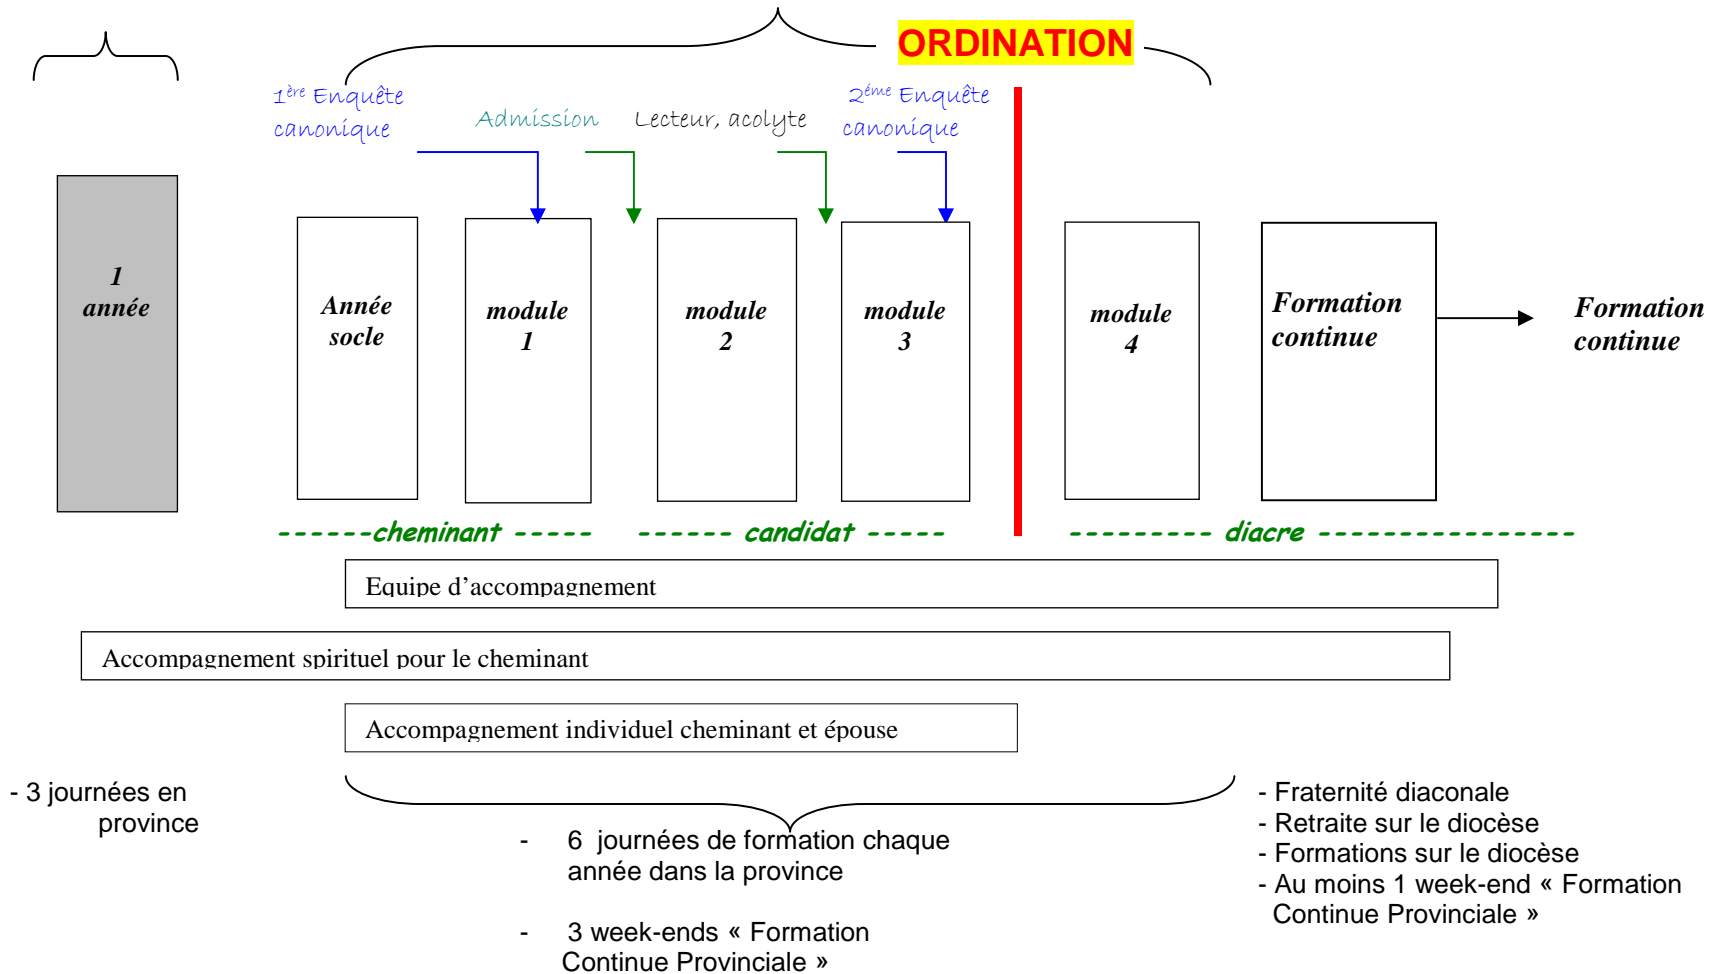 ORDINATION
1ère Enquête
canonique
Admission
Lecteur, acolyte
2éme Enquête
canonique
1
année
Année
socle
module
1
module
2
module
3
module
4
Formation
continue
Formation
continue
------cheminant -----
------ candidat -----
-------- diacre ---------------
Equipe d’accompagnement
Accompagnement spirituel pour le cheminant
Accompagnement individuel cheminant et épouse
- 3 journées en
province
- 6 journées de formation chaque
année dans la province
- 3 week-ends « Formation
Continue Provinciale »
- Fraternité diaconale
- Retraite sur le diocèse
- Formations sur le diocèse
- Au moins 1 week-end « Formation
Continue Provinciale »